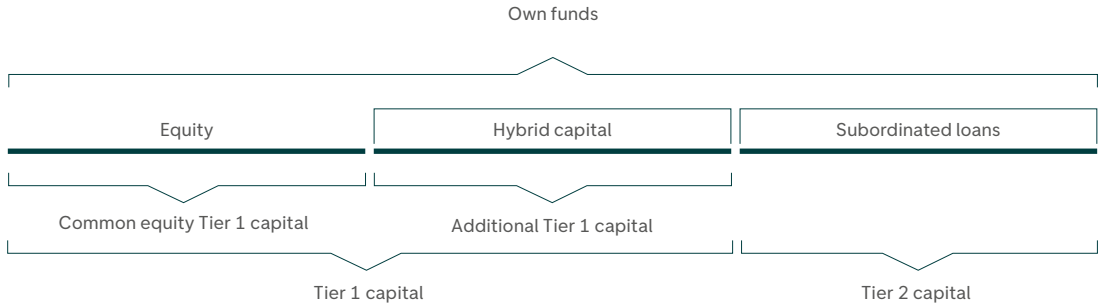 Own funds
Equity
Hybrid capital
Subordinated loans
Common equity Tier 1 capital
Additional Tier 1 capital
Tier 1 capital
Tier 2 capital